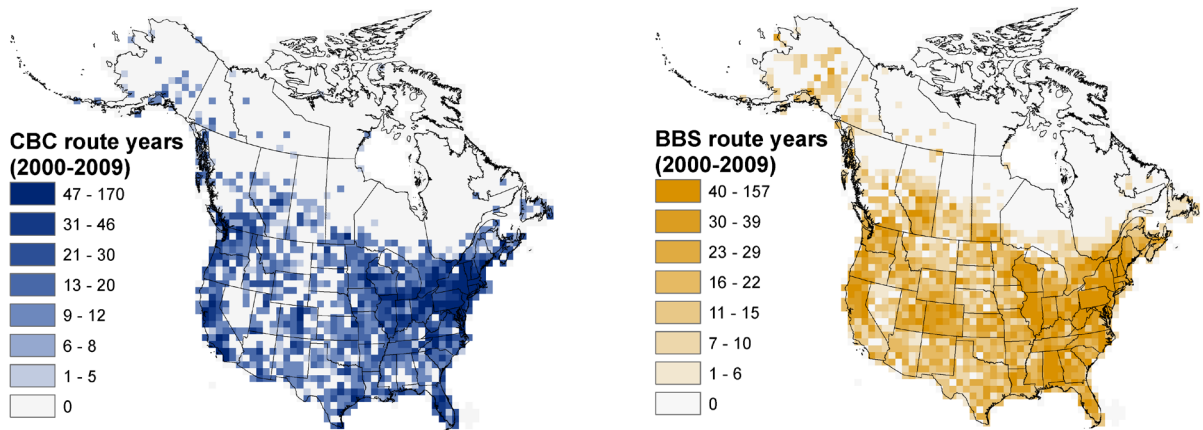 CBC route years
(2000-2009)
47 - 170
31 - 46
21 - 30
13 - 20
9 - 12
6 - 8
1 - 5
0
BBS route years
(2000-2009)
40 - 157
30 - 39
23 - 29
16 - 22
11 - 15
7 - 10
1 - 6
0